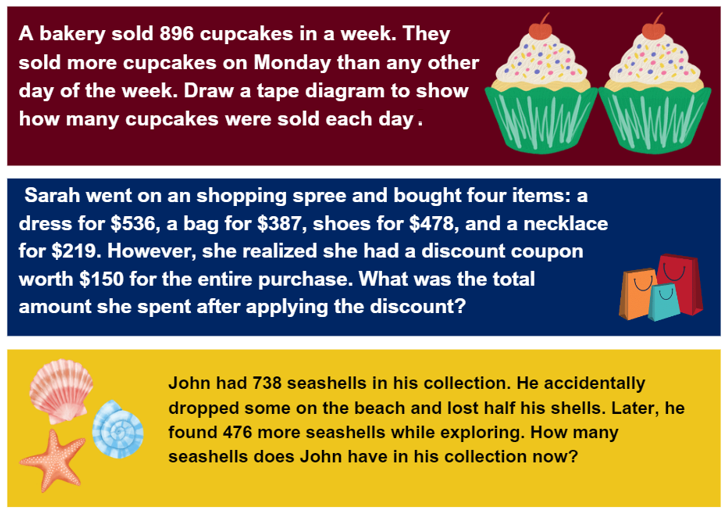 A bakery sold 896 cupcakes in a week. They
sold more cupcakes on Monday than any other
day of the week. Draw a tape diagram to show
how many cupcakes were sold each day.
Sarah went on an shopping spree and bought four items: a
dress for $536, a bag for $387, shoes for $478, and a necklace
for $219. However, she realized she had a discount coupon
worth $150 for the entire purchase. What was the total
amount she spent after applying the discount?
John had 738 seashells in his collection. He accidentally
dropped some on the beach and lost half his shells. Later, he
found 476 more seashells while exploring. How many
seashells does John have in his collection now?